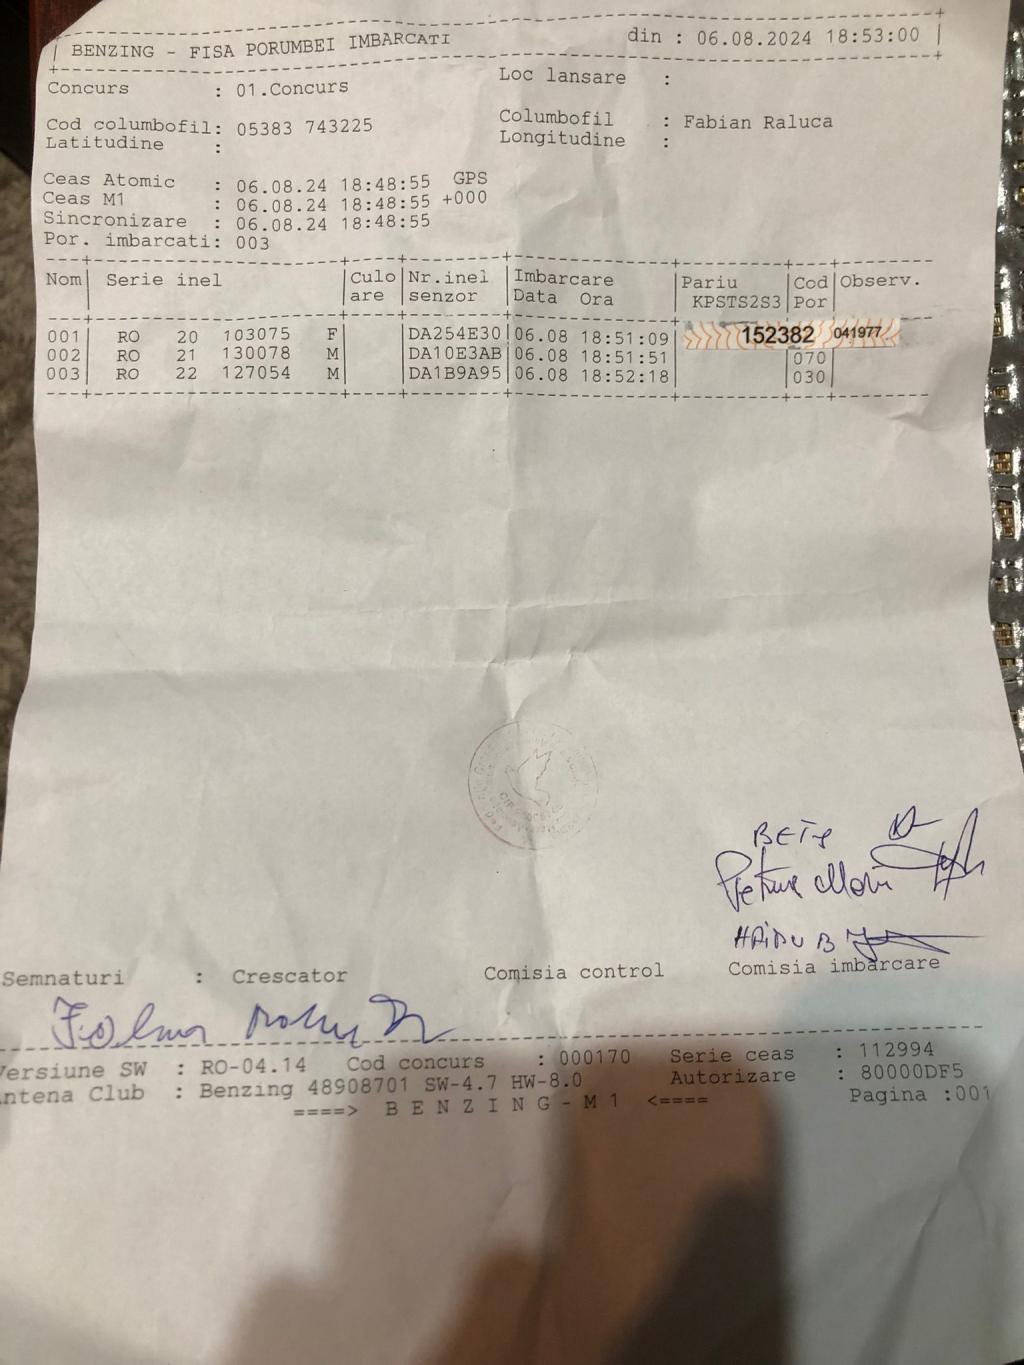 BENZING - FISA PORUMBEI IMBARCATI din : 06.08.2024 18:53:00
Concurs : 01.Concurs Loc lansare :
Cod columbofil: 05383 743225 Columbofil : Fabian Raluca
Latitudine : Longitudine :
Ceas Atomic : 06.08.24 18:48:55 GPS
Ceas M1 : 06.08.24 18:48:55 +000
Sincronizare : 06.08.24 18:48:55
Por. imbarcati: 003
Nom| Serie inel |Culo|Nr.inel|Imbarcare |Pariu |Cod|Observ.
| |are |senzor |Data Ora | KPSTS2S3|Por|
001 | RO 20 103075 F| |DA254E30|06.08 18:51:09| 152382 041977
002 | RO 21 130078 M| |DA10E3AB|06.08 18:51:51| |070|
003 | RO 22 127054 M| |DA1B9A95|06.08 18:52:18| |030|
HAIDU B
Semnaturi : Crescator Comisia control Comisia imbarcare
Versiune SW : RO-04.14 Cod concurs : 000170 Serie ceas : 112994
ntena Club : Benzing 48908701 SW-4.7 HW-8.0 Autorizare : 80000DF5
====> B E N Z I N G - M 1 <==== Pagina :001